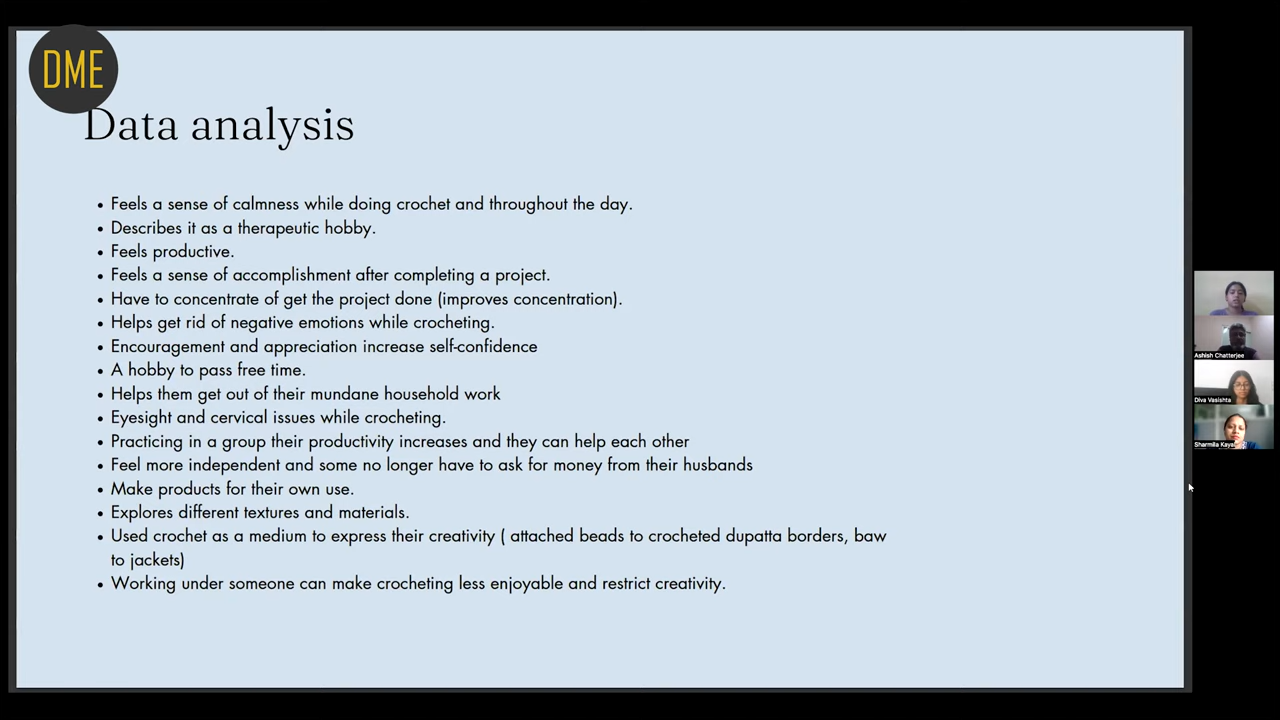 DME
Data analysis
• Feels a sense of calmness while doing crochet and throughout the day.
• Describes it as a therapeutic hobby.
• Feels productive.
• Feels a sense of accomplishment after completing a project.
• Have to concentrate of get the project done (improves concentration).
• Helps get rid of negative emotions while crocheting.
• Encouragement and appreciation increase self-confidence
• A hobby to pass free time.
• Helps them get out of their mundane household work
• Eyesight and cervical issues while crocheting.
• Practicing in a group their productivity increases and they can help each other
• Feel more independent and some no longer have to ask for money from their husbands
• Make products for their own use.
• Explores different textures and materials.
• Used crochet as a medium to express their creativity ( attached beads to crocheted dupatta borders, baw
to jackets)
• Working under someone can make crocheting less enjoyable and restrict creativity.
Ashish Chatterjee
Diva Vasishta
Sharmila